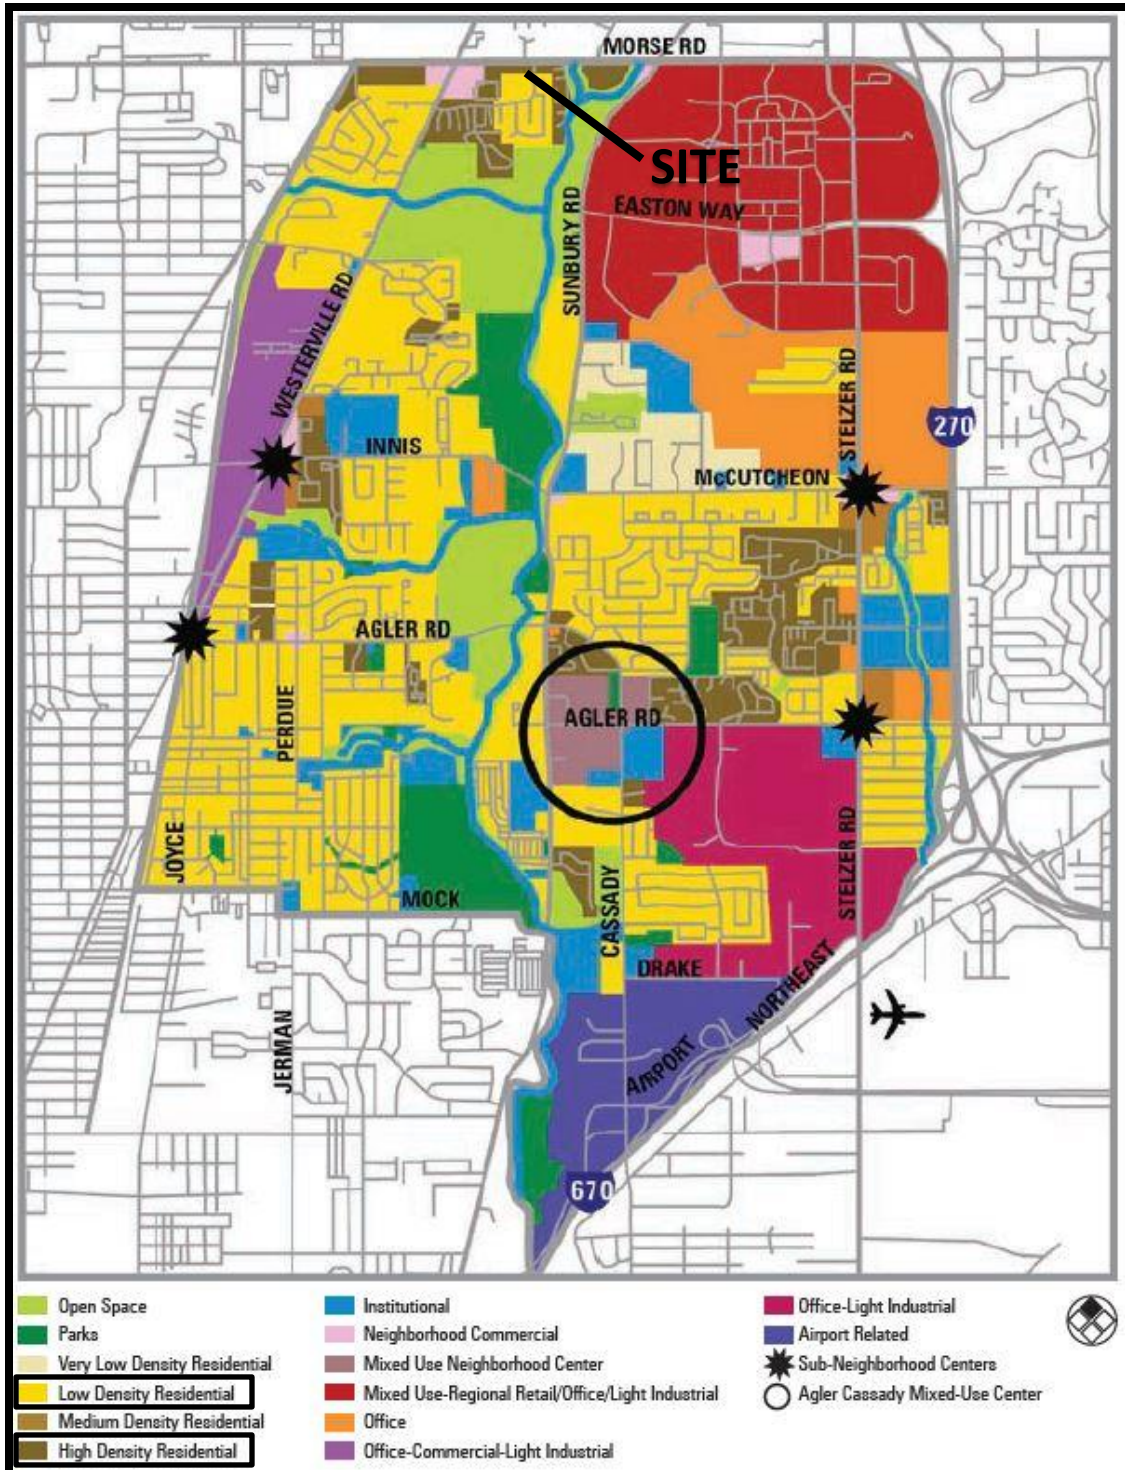 MORSE RD
SITE
EASTON WAY
SUNBURY RD
WESTERVILLE RD
STELZER RD
270
INNIS
McCUTCHEON
AGLER RD
PERDUE
AGLER RD
JOYCE
STELZER RD
MOCK
CASSADY
DRAKE
NORTHEAST
JERMAN
AIRPORT
670
Open Space
Parks
Very Low Density Residential
Low Density Residential
Medium Density Residential
High Density Residential
Institutional
Neighborhood Commercial
Mixed Use Neighborhood Center
Mixed Use-Regional Retail/Office/Light Industrial
Office
Office-Commercial-Light Industrial
Office-Light Industrial
Airport Related
Sub-Neighborhood Centers
Agler Cassady Mixed-Use Center